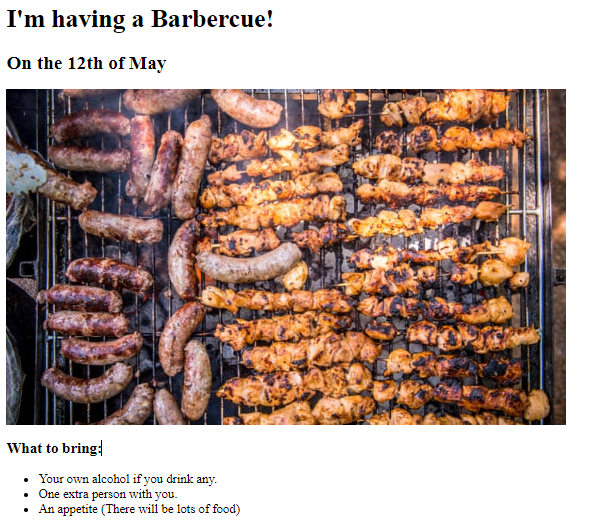 I'm having a Barbercue!
On the 12th of May
What to bring:
Your own alcohol if you drink any.
One extra person with you.
An appetite (There will be lots of food)